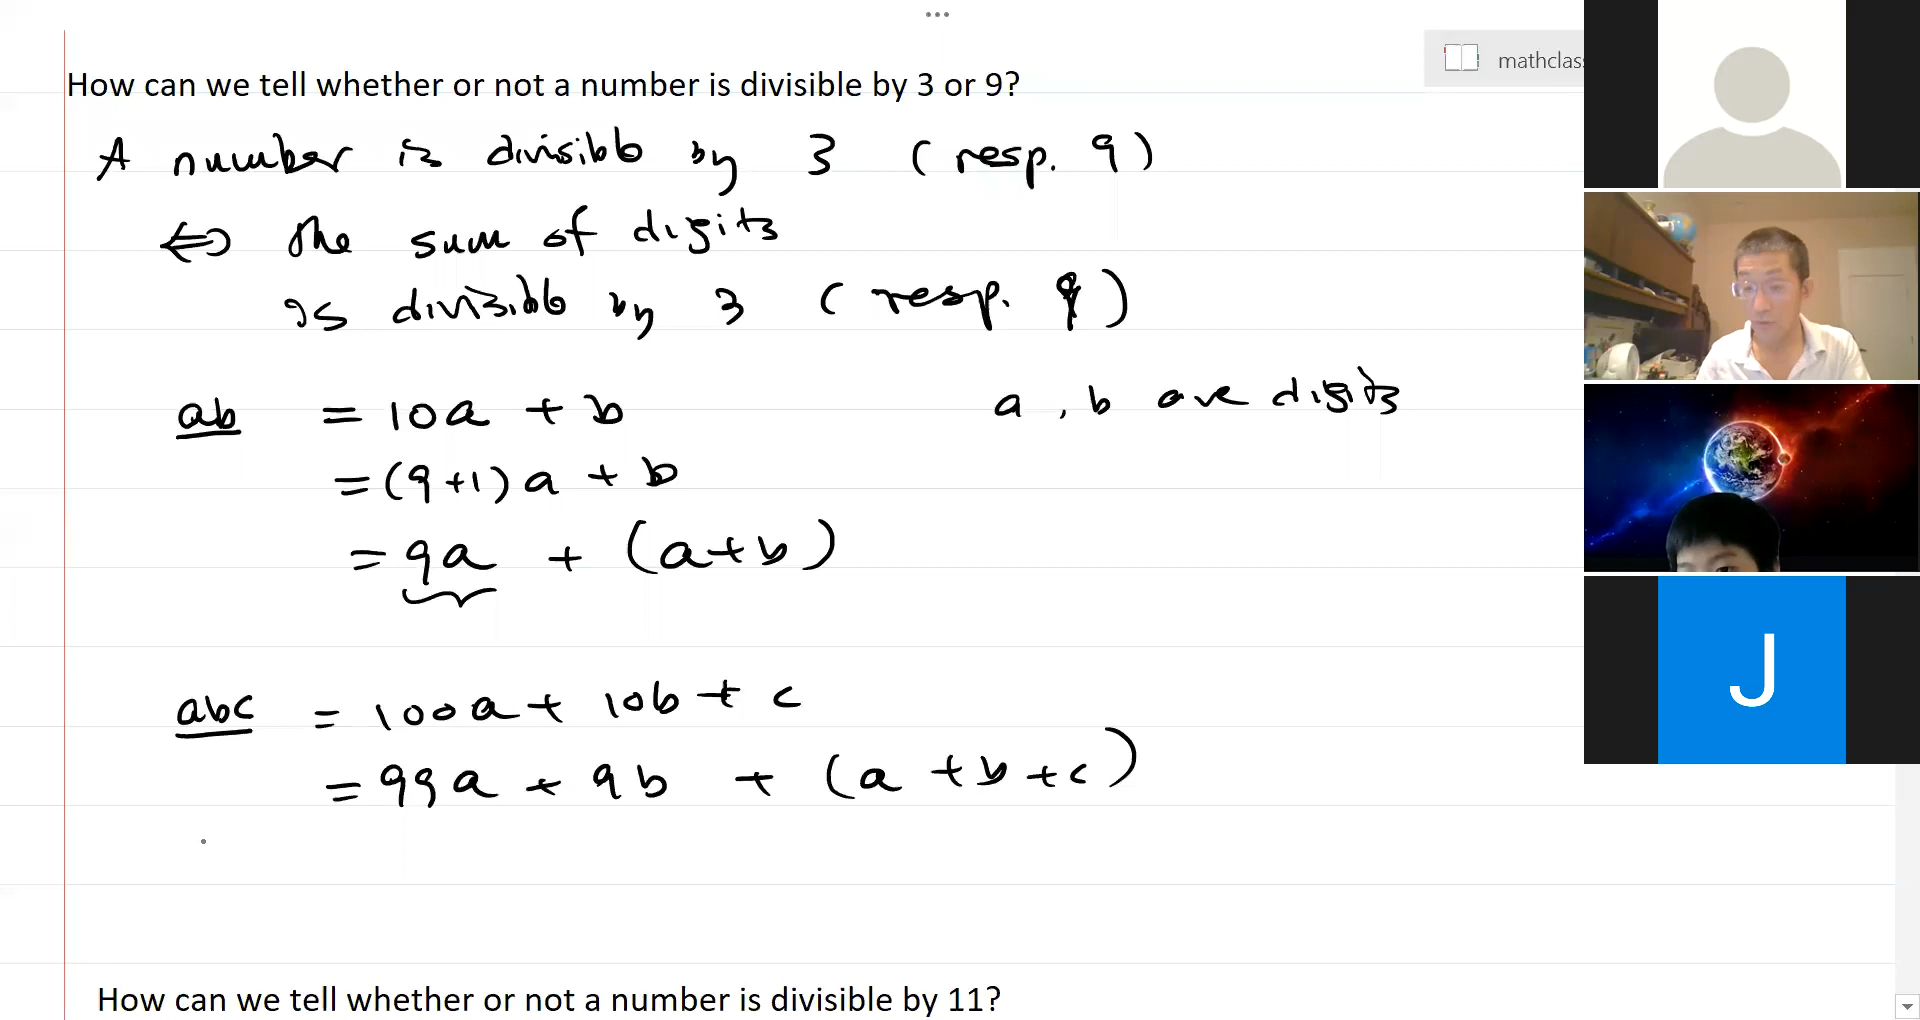 How can we tell whether or not a number is divisible by 3 or 9?
mathclass
A number is divisible by 3 (resp. 9)
⇔ the sum of digits
is divisible by 3 (resp. 9)
ab = 10a + b
a, b are digits
= (9+1)a + b
= 9a + (a+b)
abc = 100a + 10b + c
= 99a + 9b + (a+b+c)
How can we tell whether or not a number is divisible by 11?
J